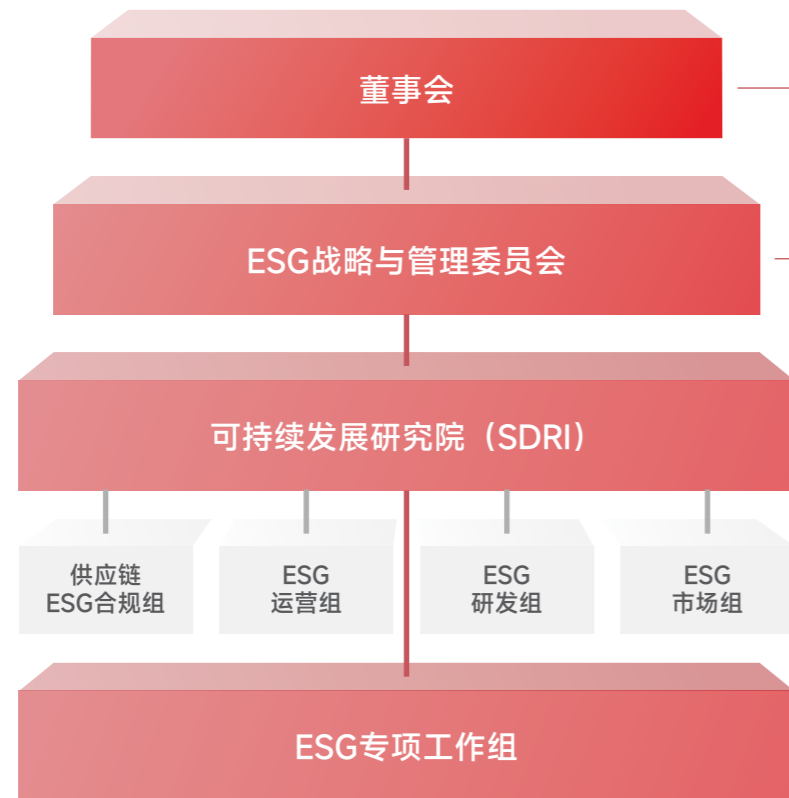 董事会
ESG战略与管理委员会
可持续发展研究院（SDRI）
供应链
ESG合规组
ESG
运营组
ESG
研发组
ESG
市场组
ESG专项工作组